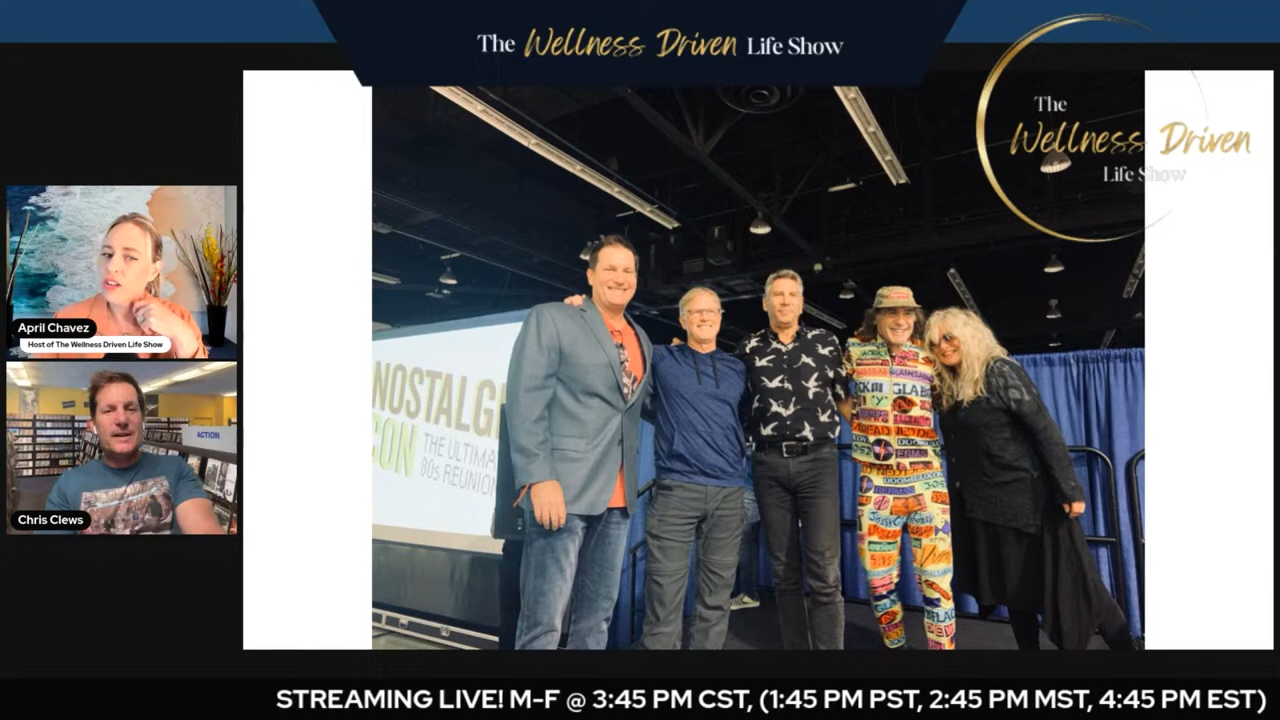 The Wellness Driven Life Show
The
Wellness Driven
Life Show
April Chavez
Host of The Wellness Driven Life Show
ACTION
Chris Clews
NOSTALG
CON
THE ULTIMA
80s REUNION
STREAMING LIVE! M-F @ 3:45 PM CST, (1:45 PM PST, 2:45 PM MST, 4:45 PM EST)